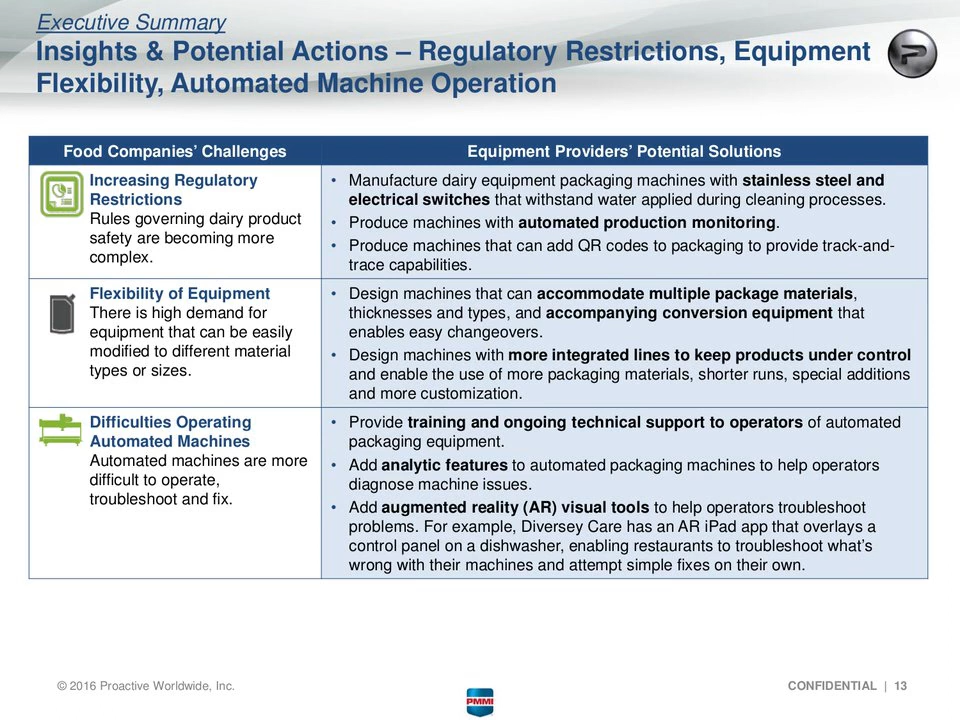 Executive Summary
Insights & Potential Actions – Regulatory Restrictions, Equipment
Flexibility, Automated Machine Operation
Food Companies’ Challenges
Equipment Providers’ Potential Solutions
Increasing Regulatory
Restrictions
Rules governing dairy product
safety are becoming more
complex.
• Manufacture dairy equipment packaging machines with stainless steel and
electrical switches that withstand water applied during cleaning processes.
• Produce machines with automated production monitoring.
• Produce machines that can add QR codes to packaging to provide track-and-
trace capabilities.
Flexibility of Equipment
There is high demand for
equipment that can be easily
modified to different material
types or sizes.
• Design machines that can accommodate multiple package materials,
thicknesses and types, and accompanying conversion equipment that
enables easy changeovers.
• Design machines with more integrated lines to keep products under control
and enable the use of more packaging materials, shorter runs, special additions
and more customization.
Difficulties Operating
Automated Machines
Automated machines are more
difficult to operate,
troubleshoot and fix.
• Provide training and ongoing technical support to operators of automated
packaging equipment.
• Add analytic features to automated packaging machines to help operators
diagnose machine issues.
• Add augmented reality (AR) visual tools to help operators troubleshoot
problems. For example, Diversey Care has an AR iPad app that overlays a
control panel on a dishwasher, enabling restaurants to troubleshoot what’s
wrong with their machines and attempt simple fixes on their own.
© 2016 Proactive Worldwide, Inc.
PMMI
CONFIDENTIAL | 13